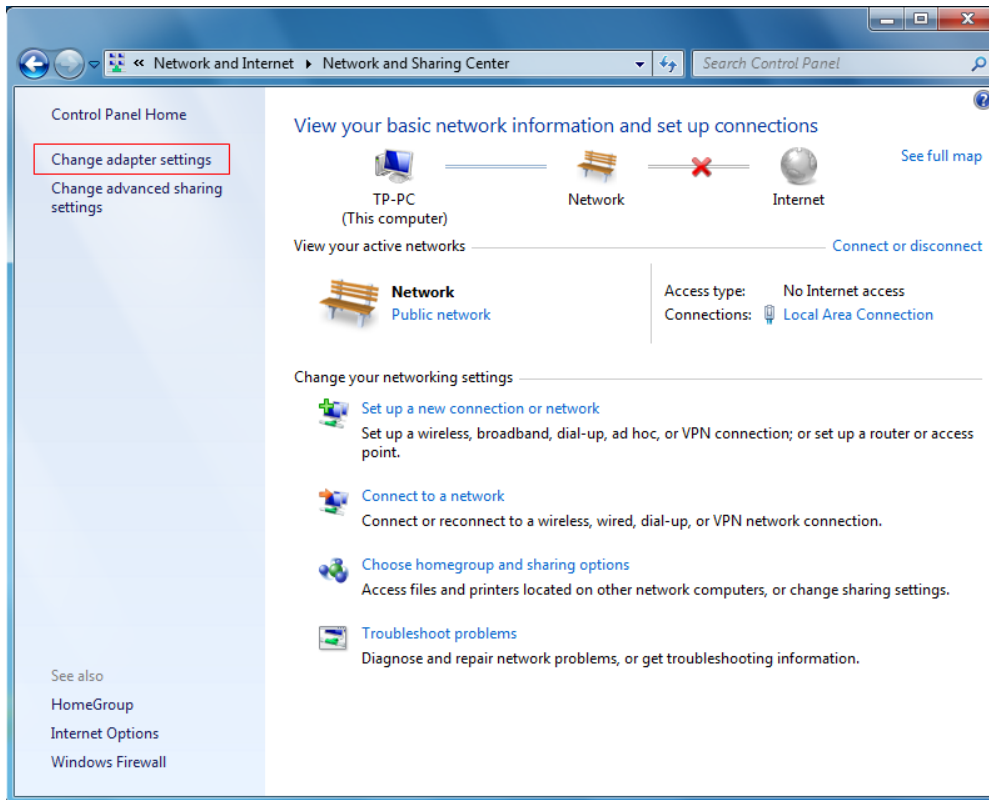 « Network and Internet ▸ Network and Sharing Center
Search Control Panel
Control Panel Home
Change adapter settings
Change advanced sharing
settings
View your basic network information and set up connections
See full map
TP-PC
(This computer)
Network
Internet
View your active networks
Connect or disconnect
Network
Public network
Access type: No Internet access
Connections: Local Area Connection
Change your networking settings
Set up a new connection or network
Set up a wireless, broadband, dial-up, ad hoc, or VPN connection; or set up a router or access
point.
Connect to a network
Connect or reconnect to a wireless, wired, dial-up, or VPN network connection.
Choose homegroup and sharing options
Access files and printers located on other network computers, or change sharing settings.
Troubleshoot problems
Diagnose and repair network problems, or get troubleshooting information.
See also
HomeGroup
Internet Options
Windows Firewall